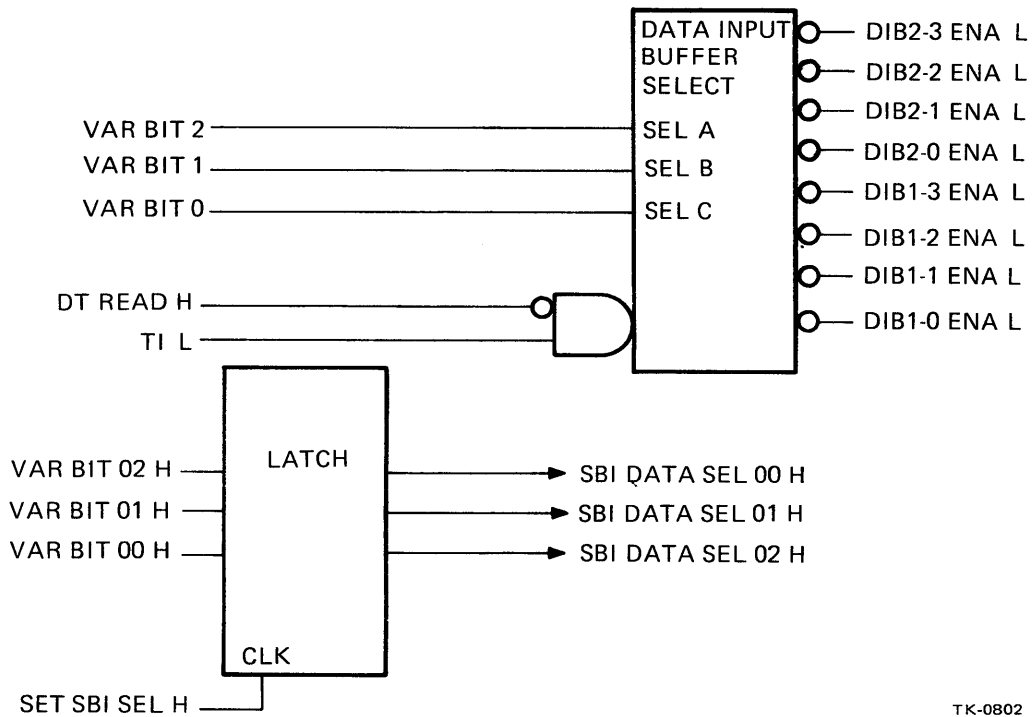 DATA INPUT
BUFFER
SELECT
DIB2-3 ENA L
DIB2-2 ENA L
DIB2-1 ENA L
DIB2-0 ENA L
DIB1-3 ENA L
DIB1-2 ENA L
DIB1-1 ENA L
DIB1-0 ENA L
VAR BIT 2
SEL A
VAR BIT 1
SEL B
VAR BIT 0
SEL C
DT READ H
TI L
LATCH
VAR BIT 02 H
SBI DATA SEL 00 H
VAR BIT 01 H
SBI DATA SEL 01 H
VAR BIT 00 H
SBI DATA SEL 02 H
CLK
SET SBI SEL H
TK-0802